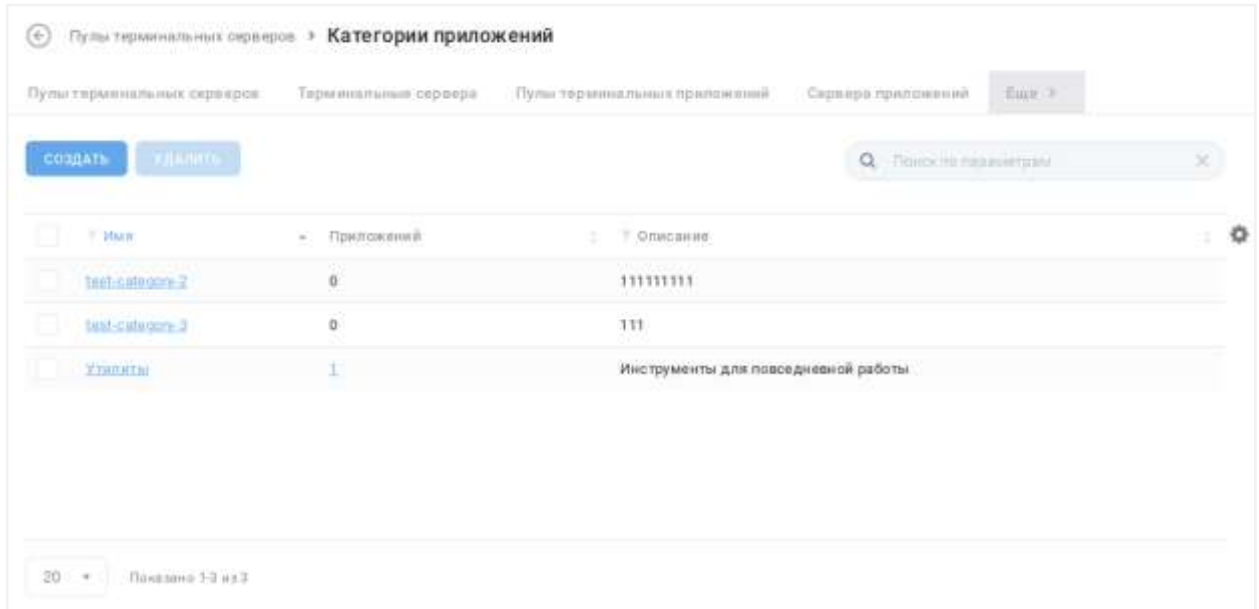 Пулы терминальных серверов > Категории приложений
Пулы терминальных серверов Терминальные сервера Пулы терминальных приложений Сервера приложений Еще >
СОЗДАТЬ УДАЛИТЬ Поиск по параметрам
Имя Приложений Описание
test-category-2 0 111111111
test-category-3 0 111
Утилиты 1 Инструменты для повседневной работы
20 Показано 1-3 из 3